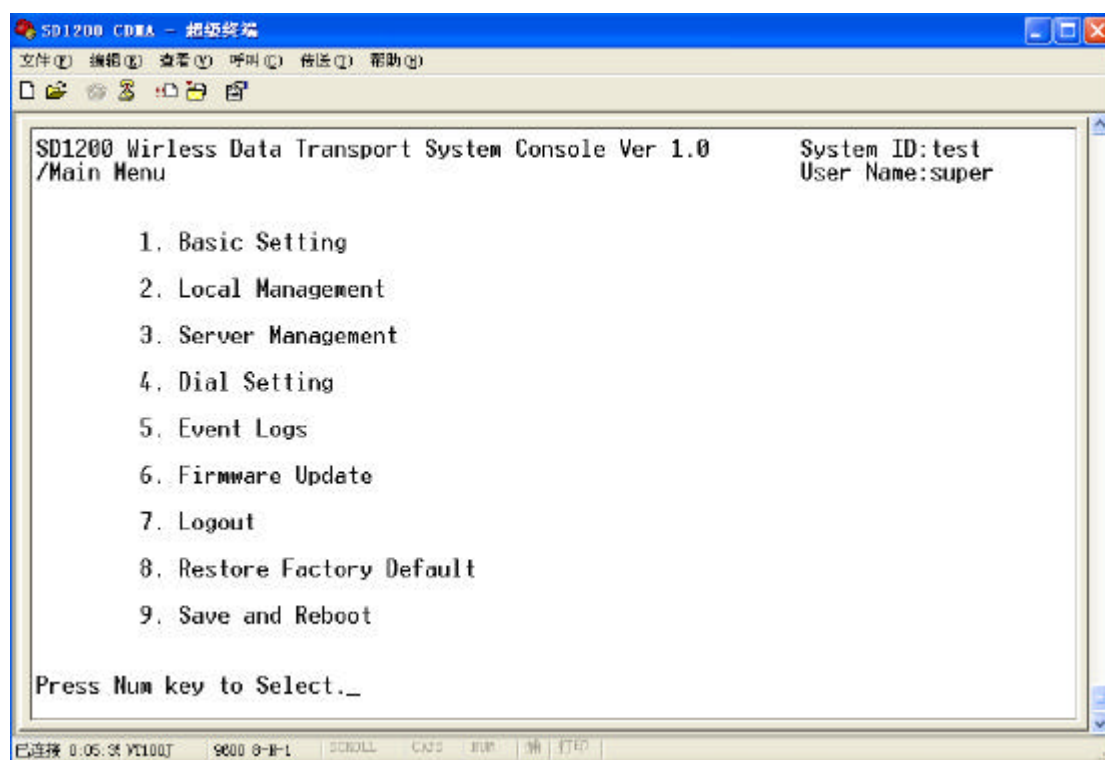 SD1200 CDMA - 超级终端
文件(F) 编辑(E) 查看(V) 呼叫(C) 传送(T) 帮助(H)
SD1200 Wirless Data Transport System Console Ver 1.0 System ID:test
/Main Menu User Name:super
1. Basic Setting
2. Local Management
3. Server Management
4. Dial Setting
5. Event Logs
6. Firmware Update
7. Logout
8. Restore Factory Default
9. Save and Reboot
Press Num key to Select._
已连接 0:05:3 VT100J 9600 8-N-1 SCROLL CAPS NUM 捕 打印